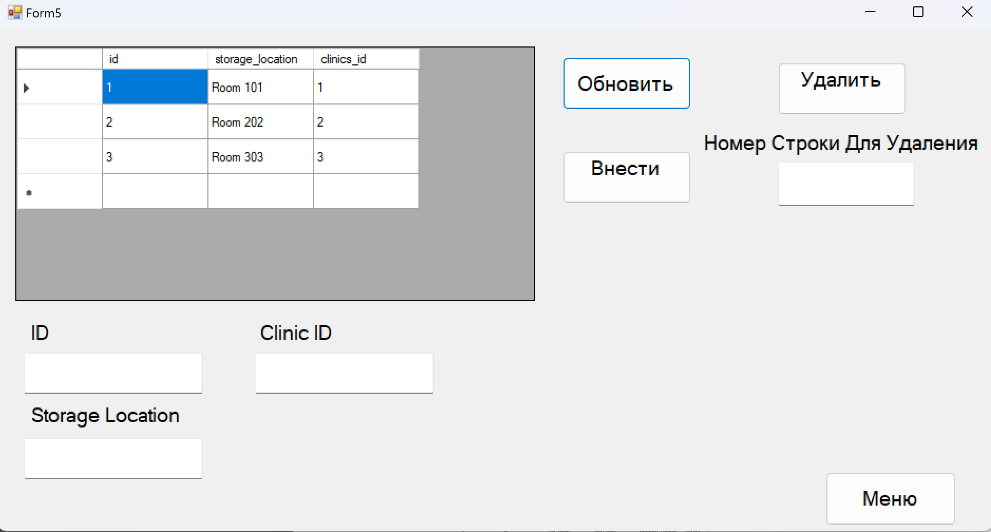 Form5
id storage_location clinics_id
1 Room 101 1
2 Room 202 2
3 Room 303 3
*
Обновить
Удалить
Внести
Номер Строки Для Удаления
ID
Clinic ID
Storage Location
Меню